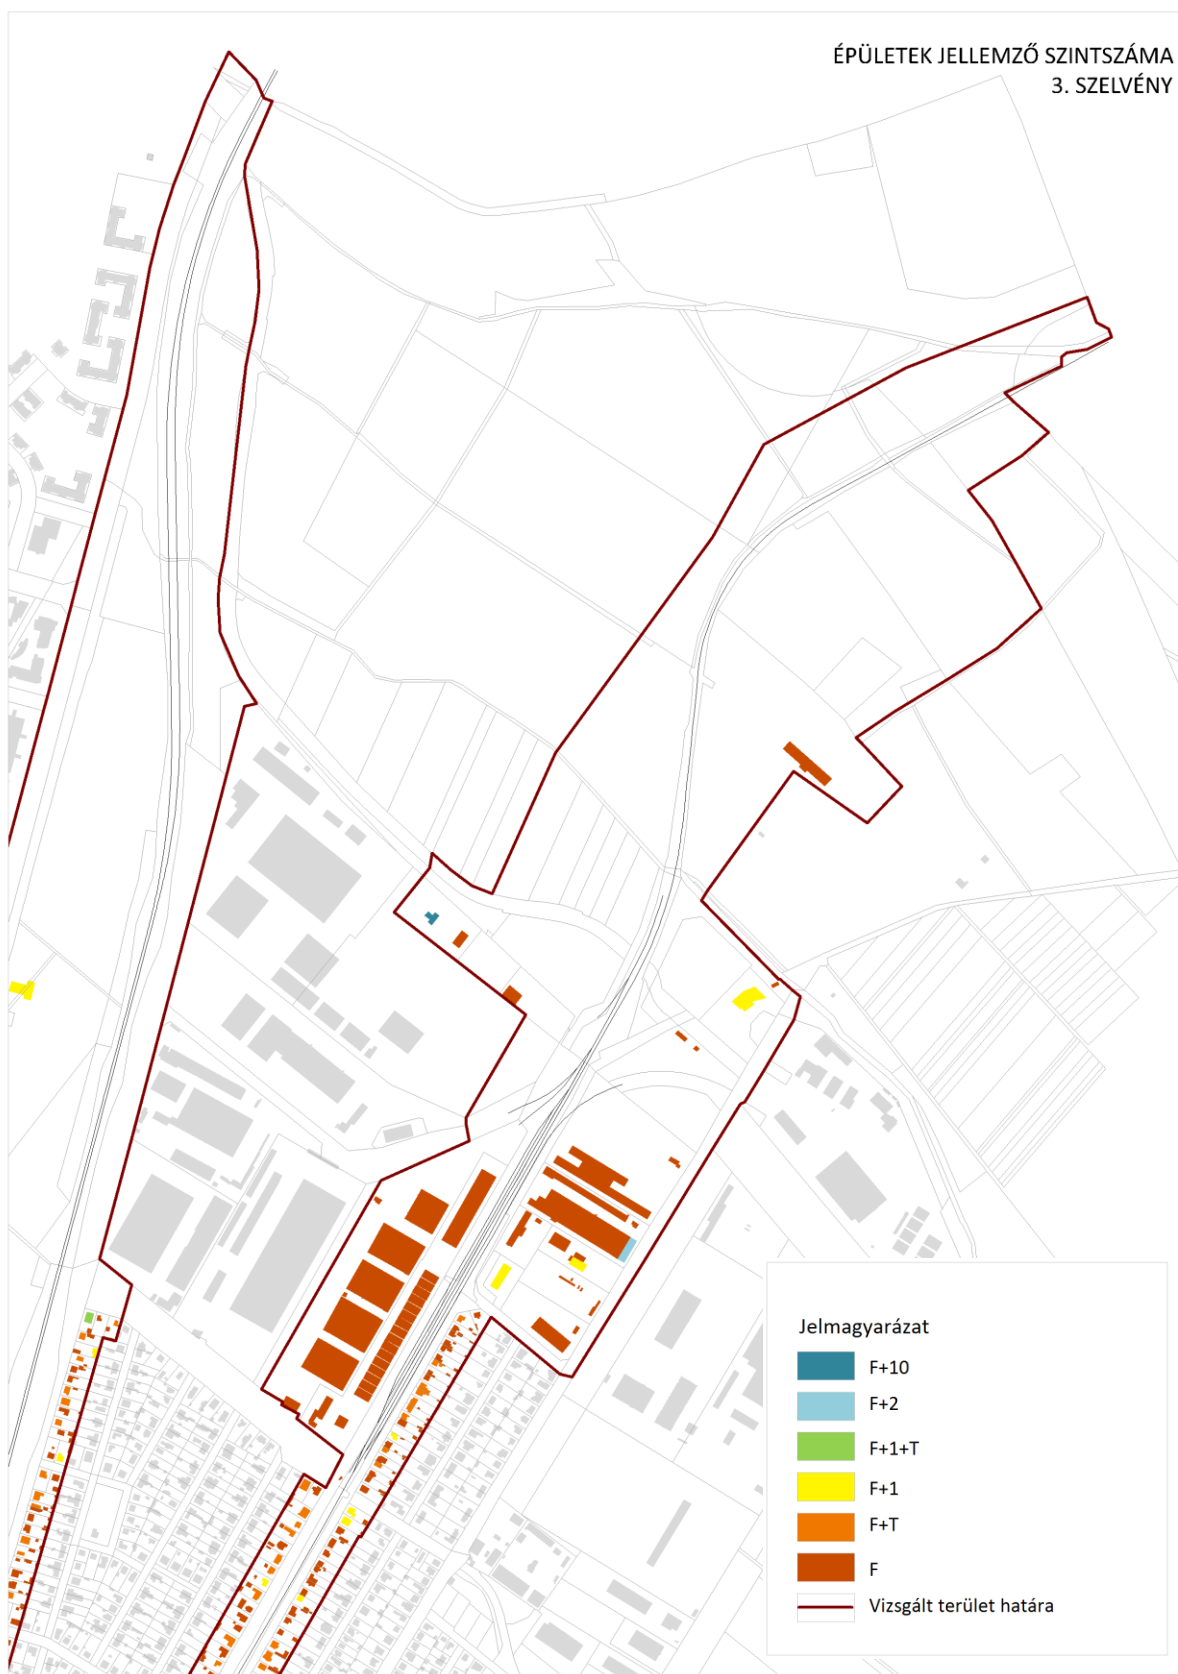 ÉPÜLETEK JELLEMZŐ SZINTSZÁMA
3. SZELVÉNY
Jelmagyarázat
F+10
F+2
F+1+T
F+1
F+T
F
Vizsgált terület határa